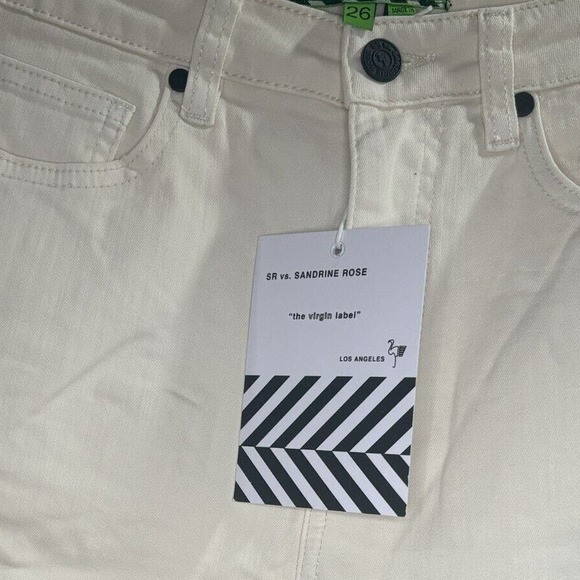 26
SR vs. SANDRINE ROSE
"the virgin label"
LOS ANGELES